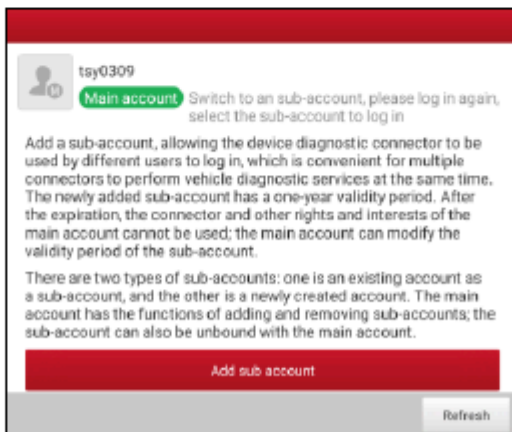 tsy0309
Main account Switch to an sub-account, please log in again,
select the sub-account to log in
Add a sub-account, allowing the device diagnostic connector to be
used by different users to log in, which is convenient for multiple
connectors to perform vehicle diagnostic services at the same time.
The newly added sub-account has a one-year validity period. After
the expiration, the connector and other rights and interests of the
main account cannot be used; the main account can modify the
validity period of the sub-account.
There are two types of sub-accounts: one is an existing account as
a sub-account, and the other is a newly created account. The main
account has the functions of adding and removing sub-accounts; the
sub-account can also be unbound with the main account.
Add sub account
Refresh